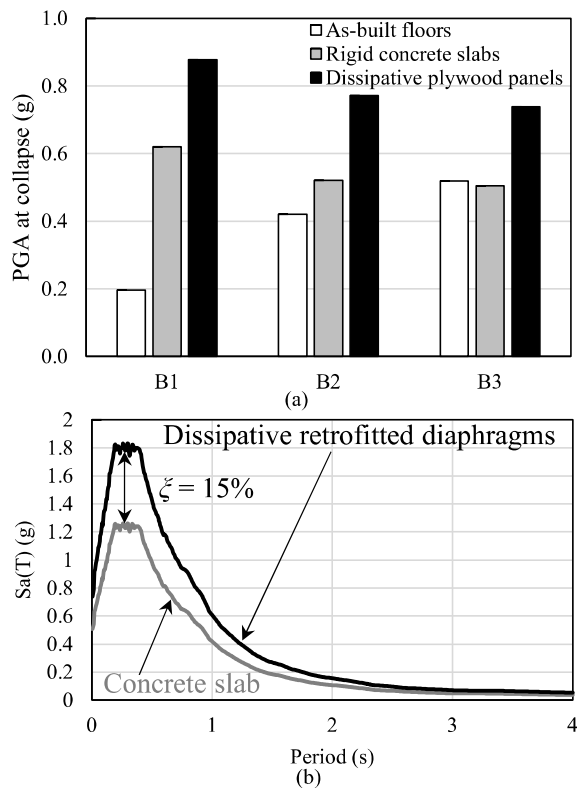 (a)
As-built floors
Rigid concrete slabs
Dissipative plywood panels
PGA at collapse (g)
1.0
0.8
0.6
0.4
0.2
0.0
B1 B2 B3
(b)
Dissipative retrofitted diaphragms
ξ = 15%
Concrete slab
Sa(T) (g)
2
1.8
1.6
1.4
1.2
1
0.8
0.6
0.4
0.2
0
0 1 2 3 4
Period (s)